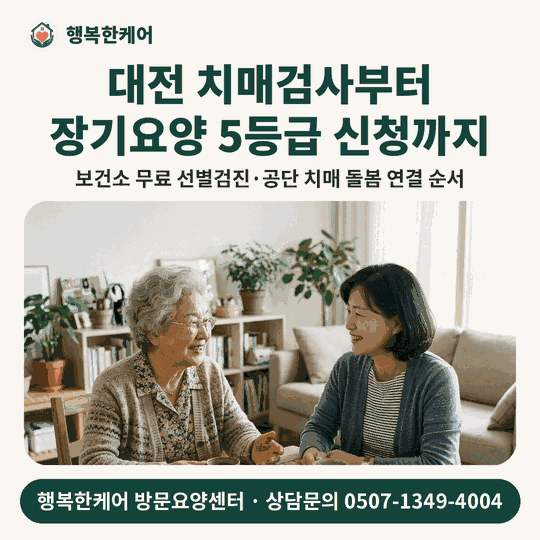 행복한케어
대전 치매검사부터
장기요양 5등급 신청까지
보건소 무료 선별검진·공단 치매 돌봄 연결 순서
행복한케어 방문요양센터 · 상담문의 0507-1349-4004